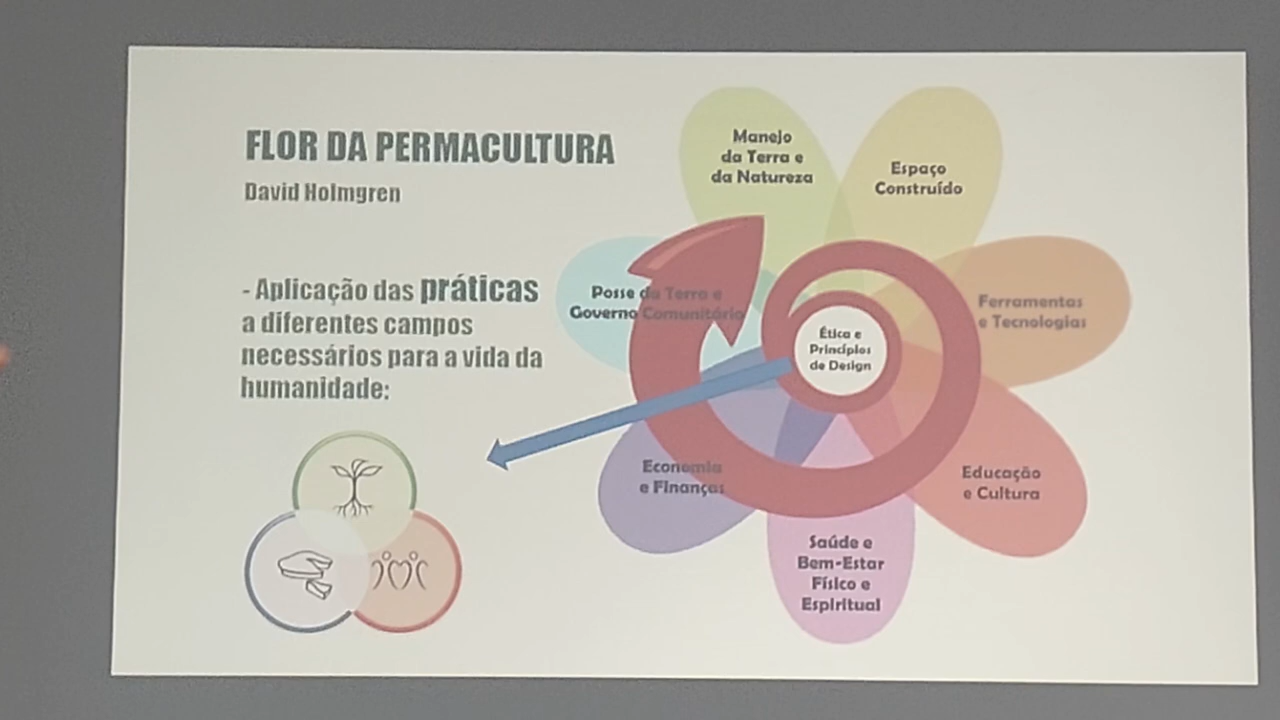 FLOR DA PERMACULTURA
David Holmgren
- Aplicação das práticas
a diferentes campos
necessários para a vida da
humanidade:
Manejo
da Terra e
da Natureza
Espaço
Construído
Posse da Terra e
Governo Comunitário
Ferramentas
e Tecnologias
Ética e
Princípios
de Design
Economia
e Finanças
Educação
e Cultura
Saúde e
Bem-Estar
Físico e
Espiritual